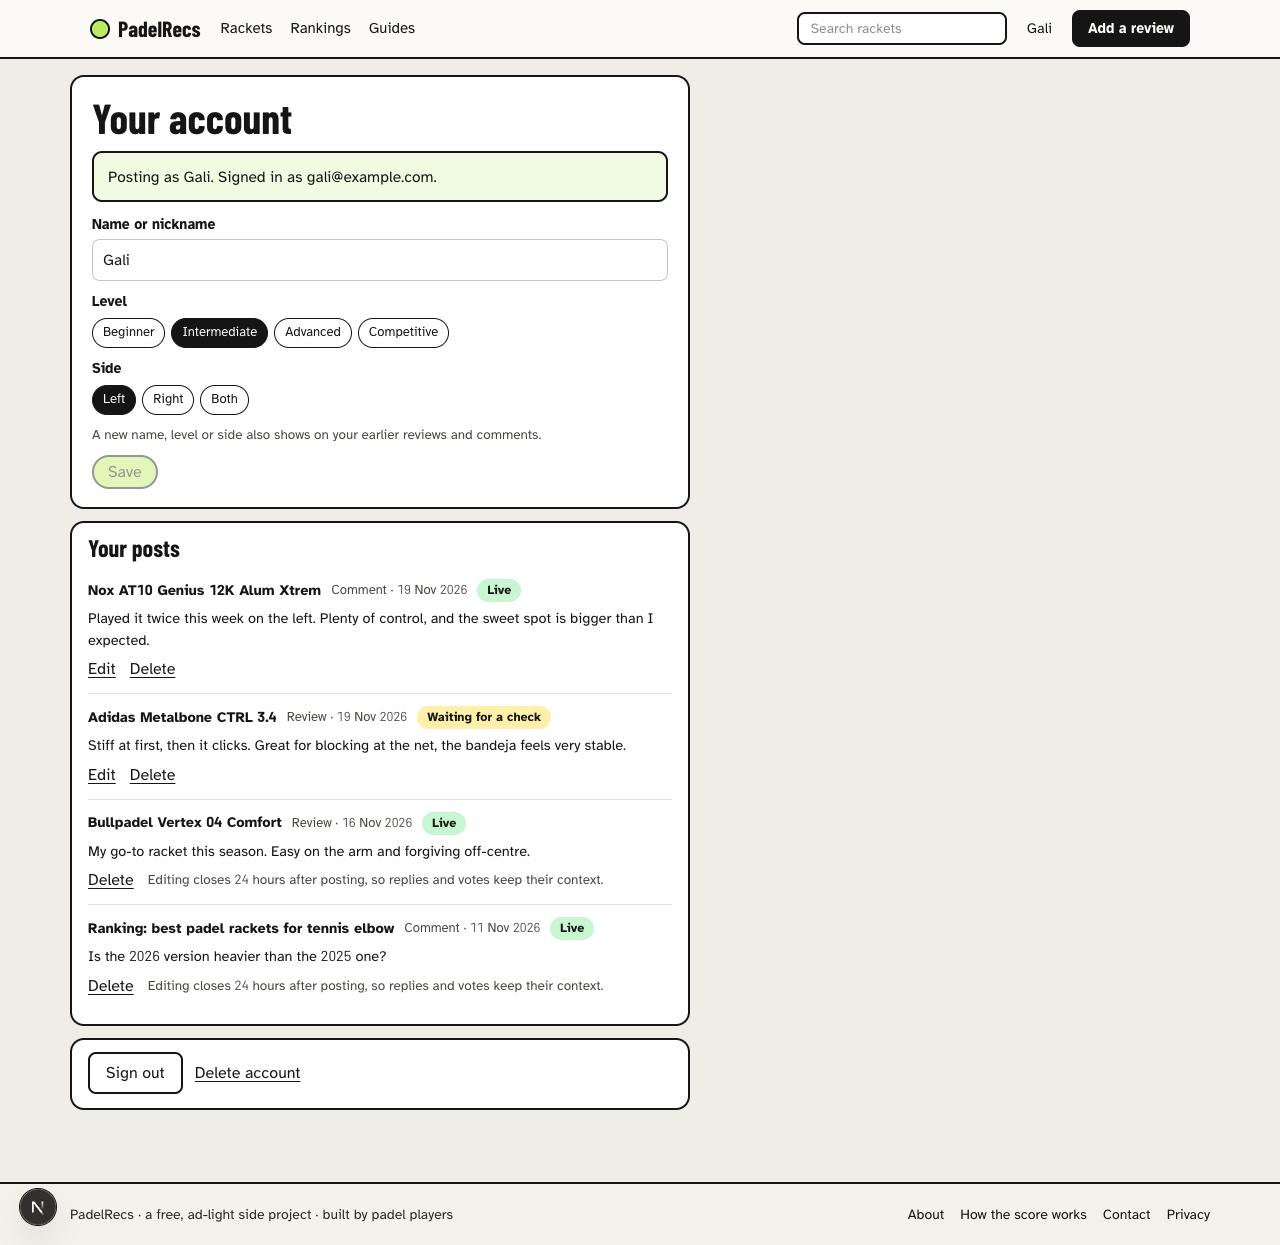 PadelRecs
Rackets
Rankings
Guides
Search rackets
Gali
Add a review
Your account
Posting as Gali. Signed in as gali@example.com.
Name or nickname
Gali
Level
Beginner
Intermediate
Advanced
Competitive
Side
Left
Right
Both
A new name, level or side also shows on your earlier reviews and comments.
Save
Your posts
Nox AT10 Genius 12K Alum Xtrem Comment · 19 Nov 2026 Live
Played it twice this week on the left. Plenty of control, and the sweet spot is bigger than I
expected.
Edit Delete
Adidas Metalbone CTRL 3.4 Review · 19 Nov 2026 Waiting for a check
Stiff at first, then it clicks. Great for blocking at the net, the bandeja feels very stable.
Edit Delete
Bullpadel Vertex 04 Comfort Review · 16 Nov 2026 Live
My go-to racket this season. Easy on the arm and forgiving off-centre.
Delete Editing closes 24 hours after posting, so replies and votes keep their context.
Ranking: best padel rackets for tennis elbow Comment · 11 Nov 2026 Live
Is the 2026 version heavier than the 2025 one?
Delete Editing closes 24 hours after posting, so replies and votes keep their context.
Sign out
Delete account
N
PadelRecs · a free, ad-light side project · built by padel players
About
How the score works
Contact
Privacy